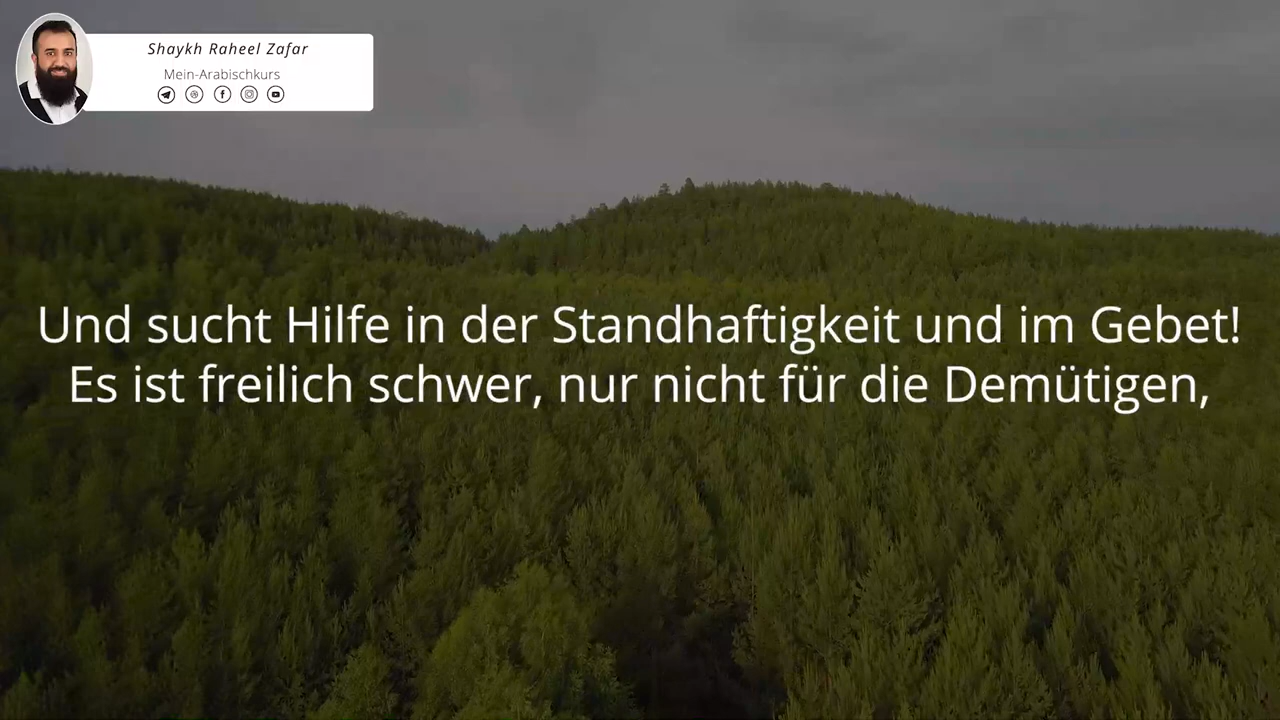 Shaykh Raheel Zafar
Mein-Arabischkurs
Und sucht Hilfe in der Standhaftigkeit und im Gebet!
Es ist freilich schwer, nur nicht für die Demütigen,